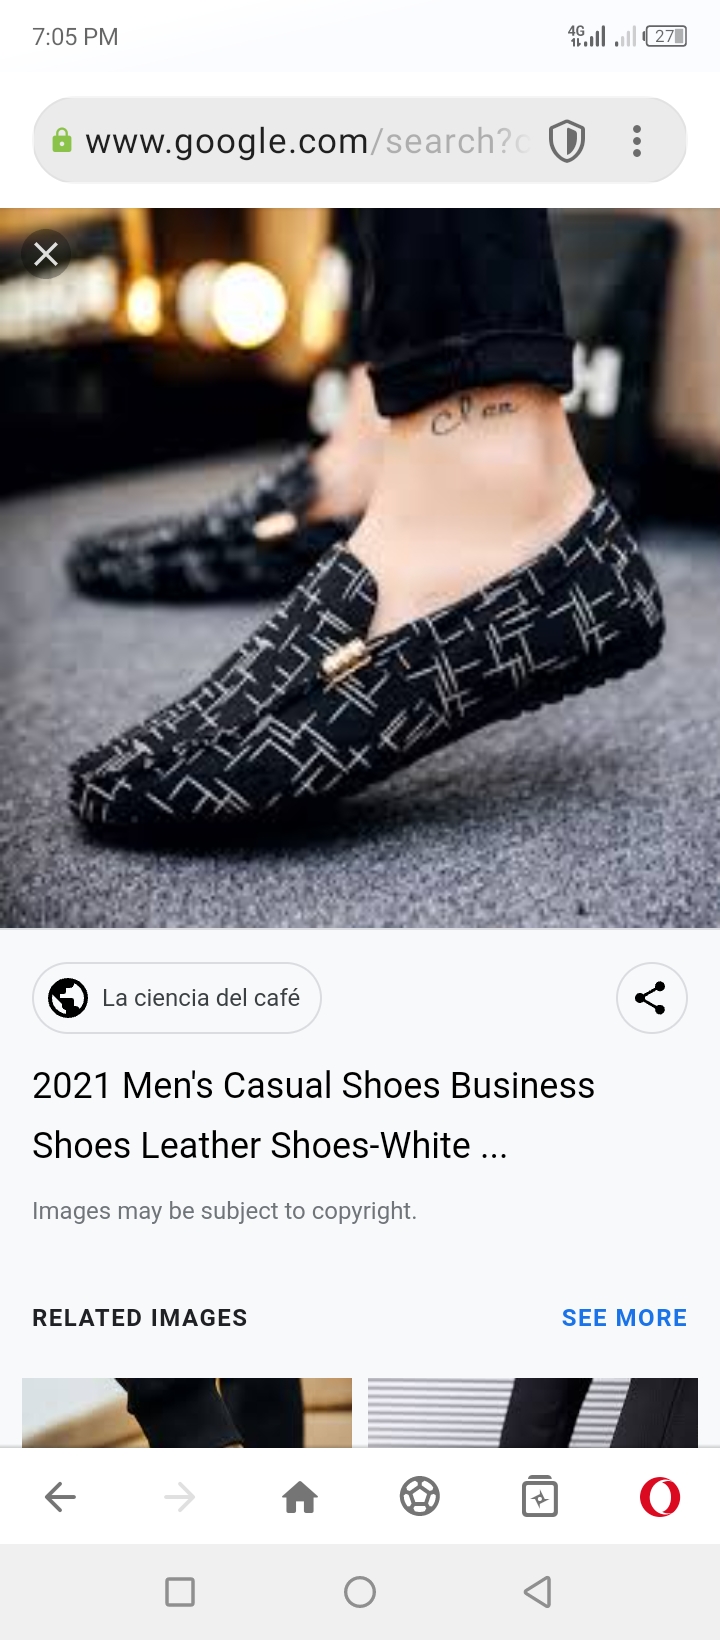 7:05 PM
4G
27
www.google.com/search?
H
La ciencia del café
2021 Men's Casual Shoes Business
Shoes Leather Shoes-White ...
Images may be subject to copyright.
RELATED IMAGES
SEE MORE